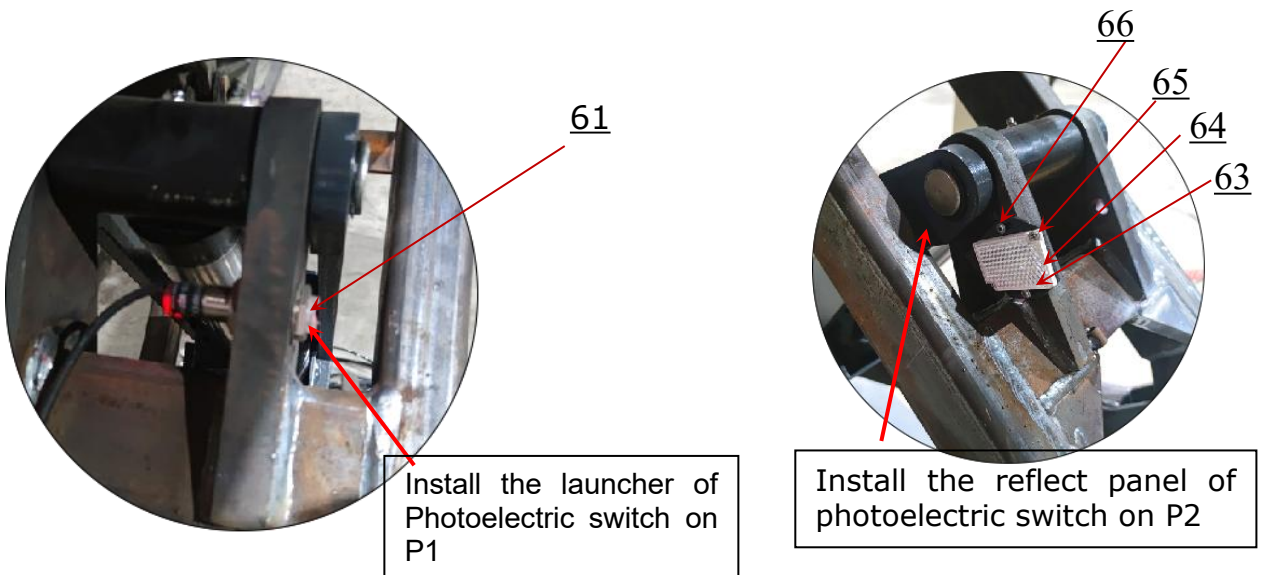 66
65
61
64
63
Install the launcher of
Photoelectric switch on
P1
Install the reflect panel of
photoelectric switch on P2